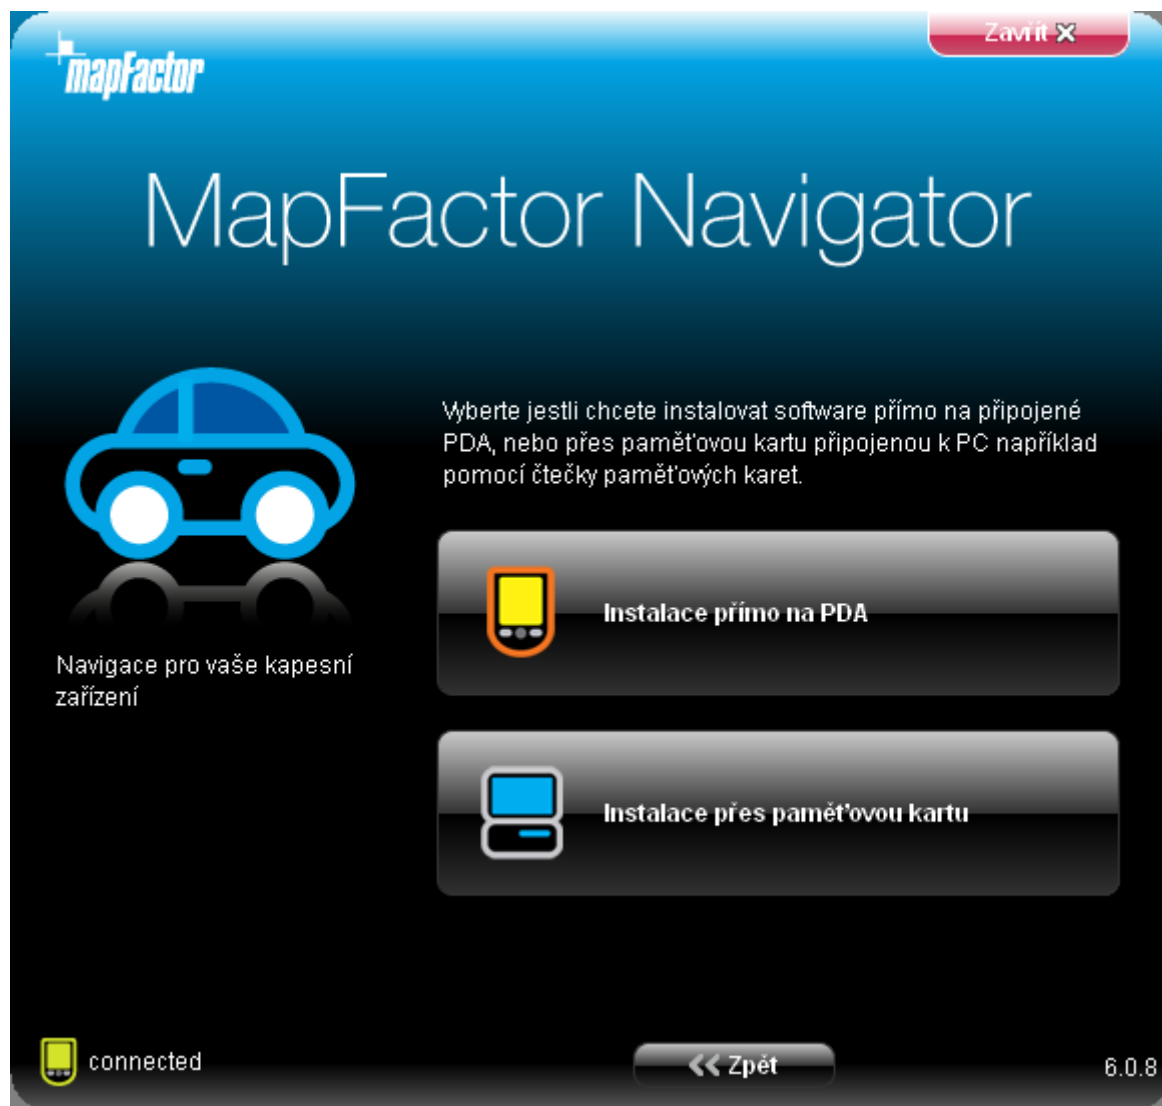 Zavřít
mapFactor
MapFactor Navigator
Vyberte jestli chcete instalovat software přímo na připojené
PDA, nebo přes paměťovou kartu připojenou k PC například
pomocí čtečky paměťových karet.
Instalace přímo na PDA
Navigace pro vaše kapesní
zařízení
Instalace přes paměťovou kartu
connected
Zpět
6.0.8